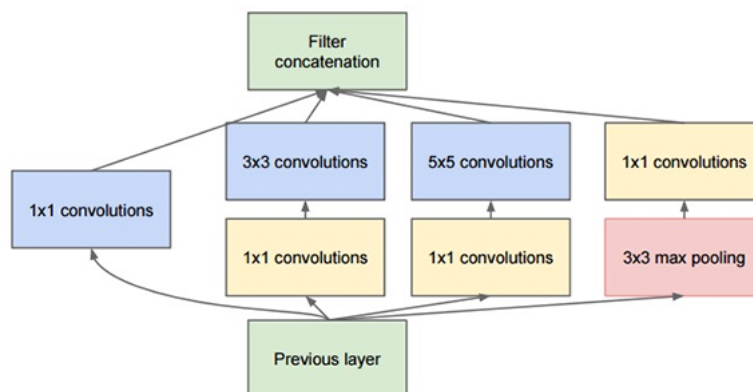 Filter
concatenation
3x3 convolutions
5x5 convolutions
1x1 convolutions
1x1 convolutions
1x1 convolutions
1x1 convolutions
3x3 max pooling
Previous layer